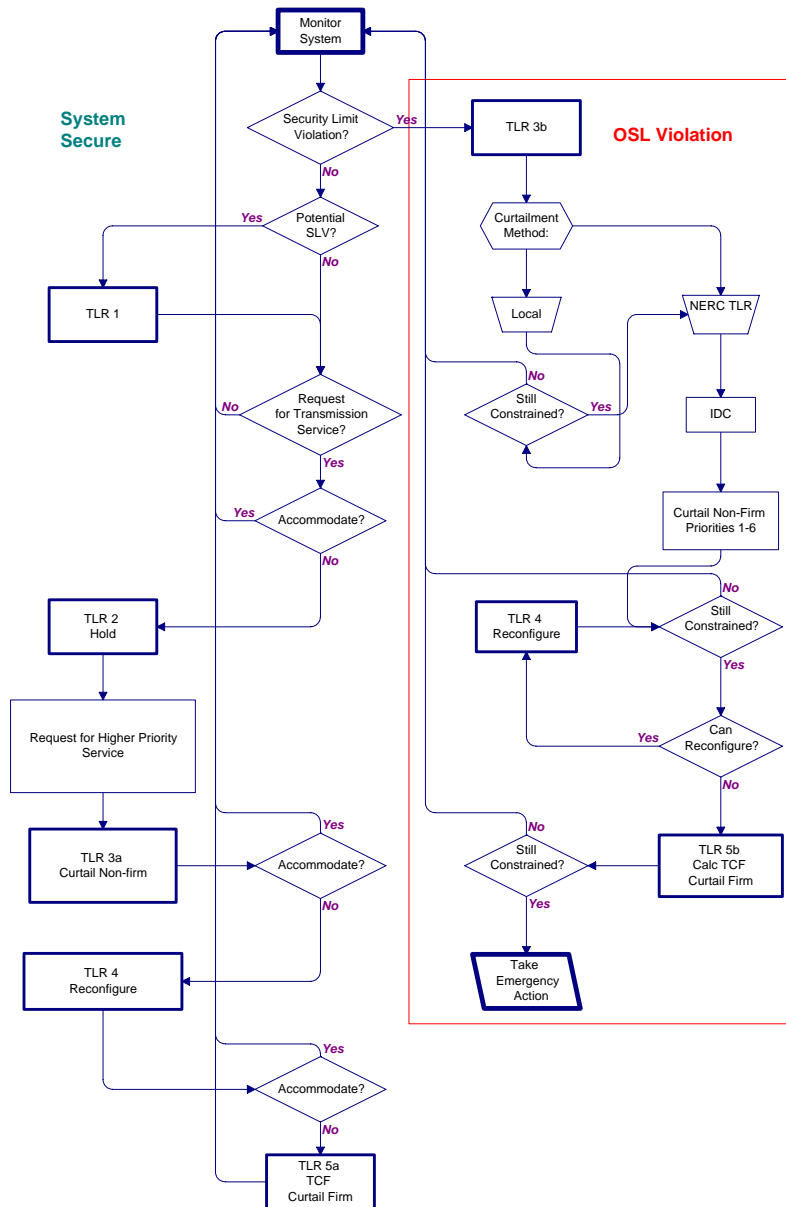 Monitor
System
System
Secure
Security Limit
Violation?
Yes
TLR 3b
OSL Violation
No
Yes
Potential
SLV?
No
Curtailment
Method:
TLR 1
Local
NERC TLR
Request
for Transmission
Service?
No
Yes
No
Still
Constrained?
Yes
IDC
Yes
Accommodate?
No
Curtail Non-Firm
Priorities 1-6
TLR 2
Hold
TLR 4
Reconfigure
No
Still
Constrained?
Yes
Request for Higher Priority
Service
Yes
Can
Reconfigure?
No
TLR 3a
Curtail Non-firm
Yes
Accommodate?
No
No
Still
Constrained?
Yes
TLR 5b
Calc TCF
Curtail Firm
TLR 4
Reconfigure
Take
Emergency
Action
Yes
Accommodate?
No
TLR 5a
TCF
Curtail Firm